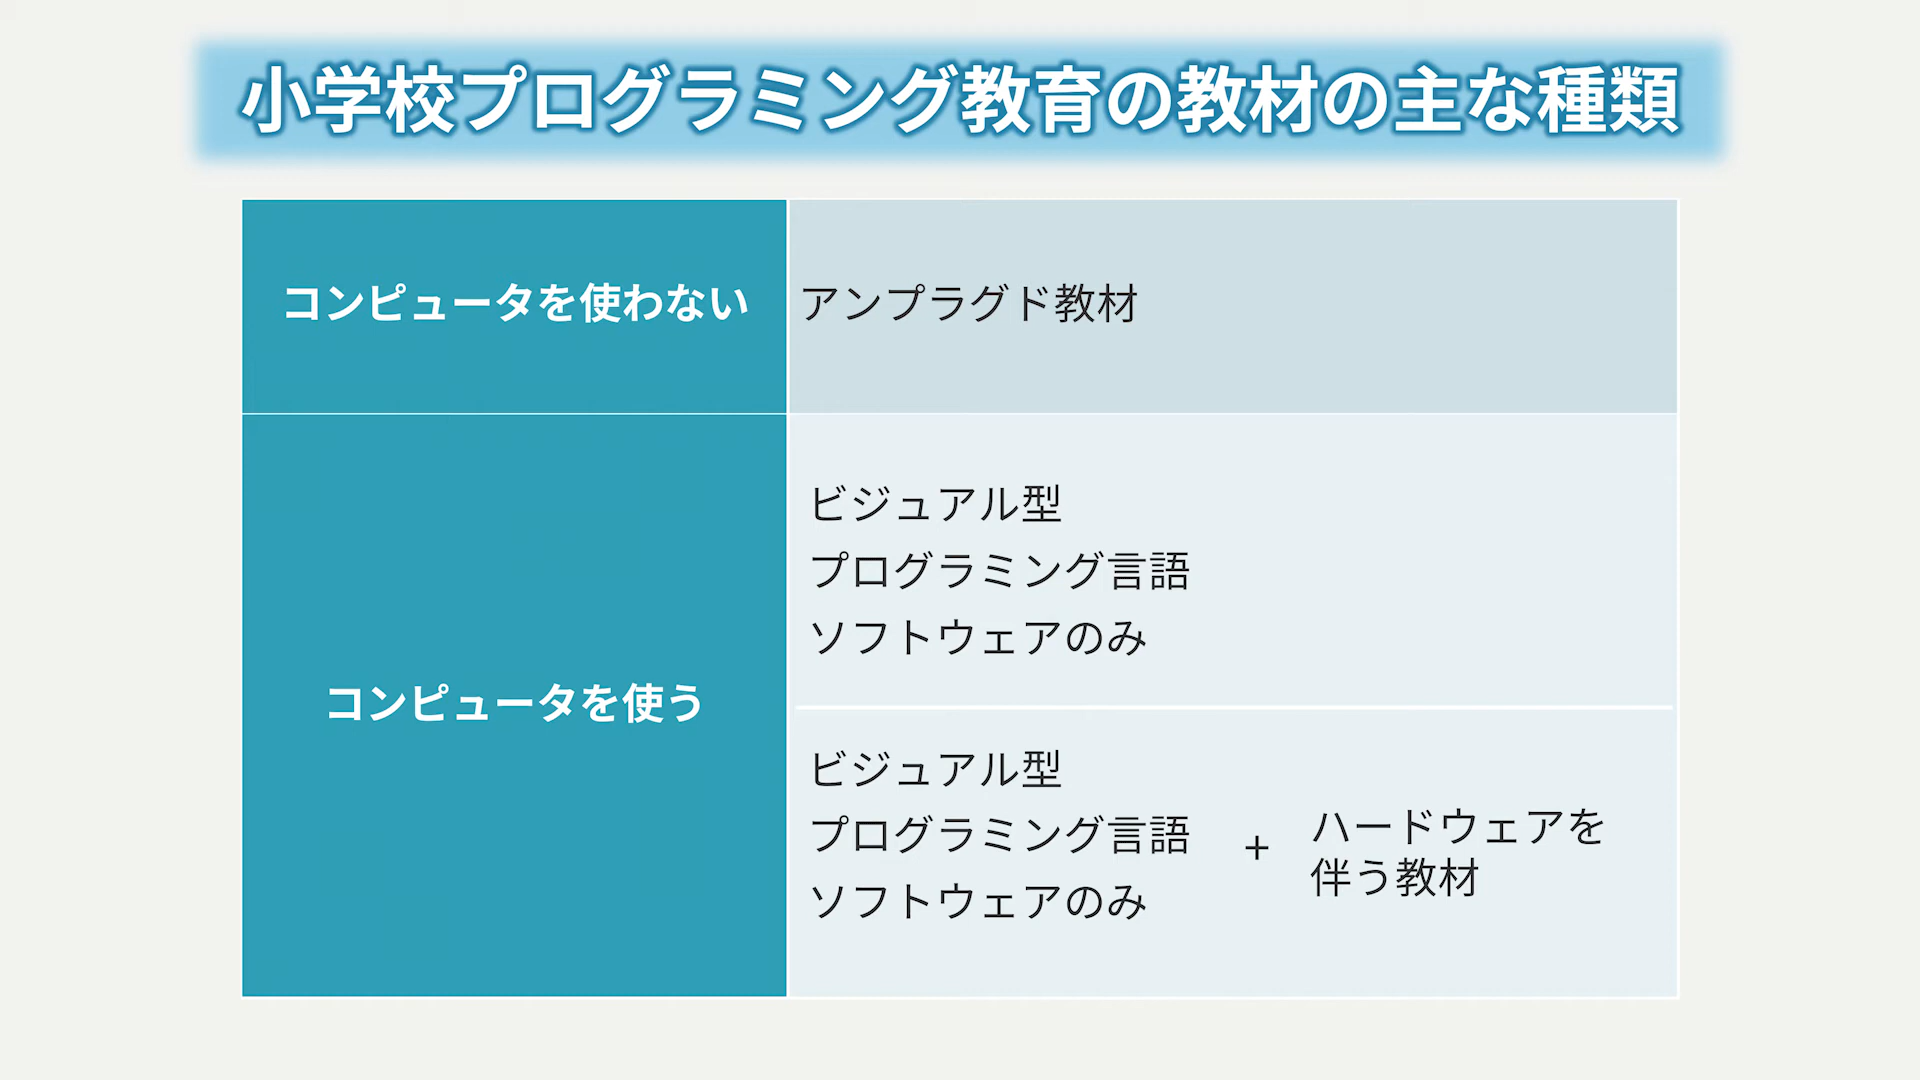 小学校プログラミング教育の教材の主な種類
コンピュータを使わない
アンプラグド教材
コンピュータを使う
ビジュアル型
プログラミング言語
ソフトウェアのみ
ビジュアル型
プログラミング言語
ソフトウェアのみ
+
ハードウェアを
伴う教材